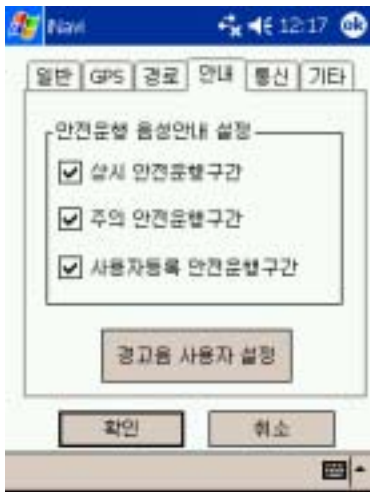 iNavi 12:17 ok
일반 GPS 경로 안내 통신 기타
안전운행 음성안내 설정
상시 안전운행구간
주의 안전운행구간
사용자등록 안전운행구간
경고음 사용자 설정
확인 취소